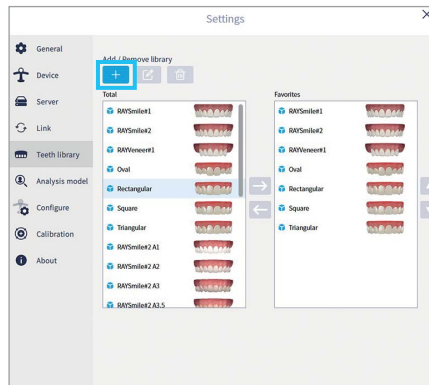 Settings
General
Device
Server
Link
Teeth library
Analysis model
Configure
Calibration
About
Add / Remove library
Total
RAYSmile#1
RAYSmile#2
RAYVeneer#1
Oval
Rectangular
Square
Triangular
RAYSmile#2 A1
RAYSmile#2 A2
RAYSmile#2 A3
RAYSmile#2 A3.5
Favorites
RAYSmile#1
RAYSmile#2
RAYVeneer#1
Oval
Rectangular
Square
Triangular